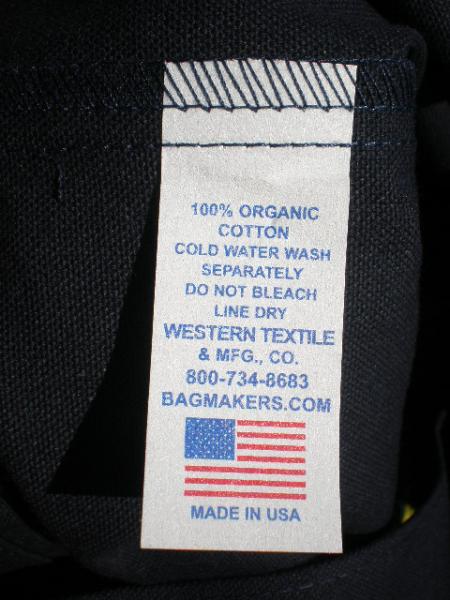 100% ORGANIC
COTTON
COLD WATER WASH
SEPARATELY
DO NOT BLEACH
LINE DRY
WESTERN TEXTILE
& MFG., CO.
800-734-8683
BAGMAKERS.COM
MADE IN USA